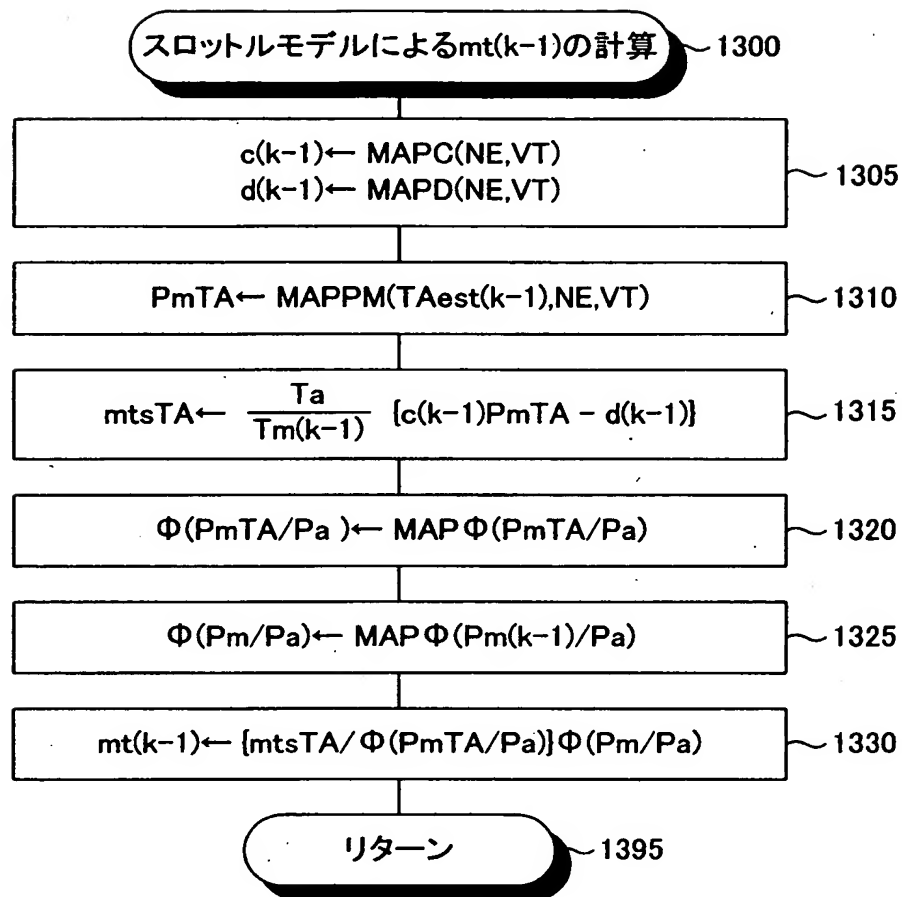 スロットルモデルによるmt(k-1)の計算 1300
c(k-1)← MAPC(NE,VT)
d(k-1)← MAPD(NE,VT)
1305
PmTA← MAPPM(TAest(k-1),NE,VT) 1310
mtsTA← Ta/Tm(k-1) {c(k-1)PmTA - d(k-1)} 1315
Φ(PmTA/Pa )← MAPΦ(PmTA/Pa) 1320
Φ(Pm/Pa)← MAPΦ(Pm(k-1)/Pa) 1325
mt(k-1)← {mtsTA/Φ(PmTA/Pa)}Φ(Pm/Pa) 1330
リターン 1395